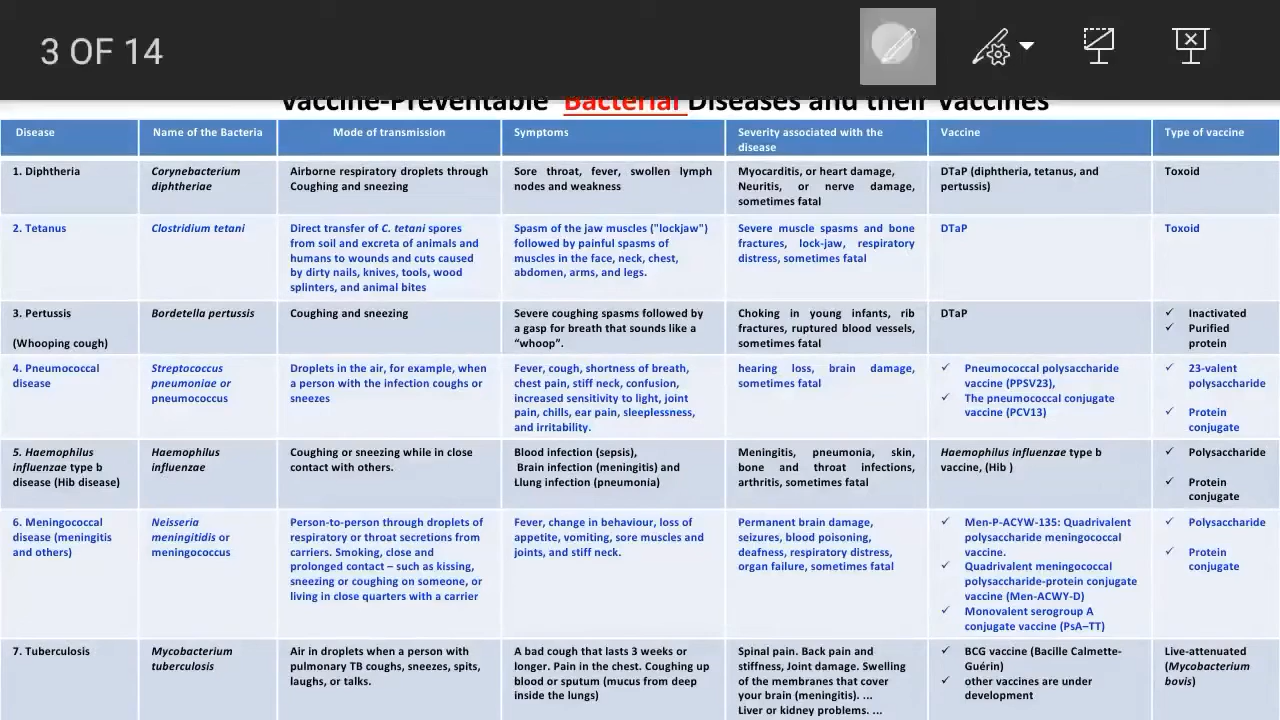 3 OF 14
Vaccine-Preventable Bacterial Diseases and their Vaccines
Disease
Name of the Bacteria
Mode of transmission
Symptoms
Severity associated with the
disease
Vaccine
Type of vaccine
1. Diphtheria
Corynebacterium
diphtheriae
Airborne respiratory droplets through
Coughing and sneezing
Sore throat, fever, swollen lymph
nodes and weakness
Myocarditis, or heart damage,
Neuritis, or nerve damage,
sometimes fatal
DTaP (diphtheria, tetanus, and
pertussis)
Toxoid
2. Tetanus
Clostridium tetani
Direct transfer of C. tetani spores
from soil and excreta of animals and
humans to wounds and cuts caused
by dirty nails, knives, tools, wood
splinters, and animal bites
Spasm of the jaw muscles ("lockjaw")
followed by painful spasms of
muscles in the face, neck, chest,
abdomen, arms, and legs.
Severe muscle spasms and bone
fractures, lock-jaw, respiratory
distress, sometimes fatal
DTaP
Toxoid
3. Pertussis
(Whooping cough)
Bordetella pertussis
Coughing and sneezing
Severe coughing spasms followed by
a gasp for breath that sounds like a
“whoop”.
Choking in young infants, rib
fractures, ruptured blood vessels,
sometimes fatal
DTaP
✓ Inactivated
✓ Purified
protein
4. Pneumococcal
disease
Streptococcus
pneumoniae or
pneumococcus
Droplets in the air, for example, when
a person with the infection coughs or
sneezes
Fever, cough, shortness of breath,
chest pain, stiff neck, confusion,
increased sensitivity to light, joint
pain, chills, ear pain, sleeplessness,
and irritability.
hearing loss, brain damage,
sometimes fatal
✓ Pneumococcal polysaccharide
vaccine (PPSV23),
✓ The pneumococcal conjugate
vaccine (PCV13)
✓ 23-valent
polysaccharide
✓ Protein
conjugate
5. Haemophilus
influenzae type b
disease (Hib disease)
Haemophilus
influenzae
Coughing or sneezing while in close
contact with others.
Blood infection (sepsis),
Brain infection (meningitis) and
Llung infection (pneumonia)
Meningitis, pneumonia, skin,
bone and throat infections,
arthritis, sometimes fatal
Haemophilus influenzae type b
vaccine, (Hib )
✓ Polysaccharide
✓ Protein
conjugate
6. Meningococcal
disease (meningitis
and others)
Neisseria
meningitidis or
meningococcus
Person-to-person through droplets of
respiratory or throat secretions from
carriers. Smoking, close and
prolonged contact – such as kissing,
sneezing or coughing on someone, or
living in close quarters with a carrier
Fever, change in behaviour, loss of
appetite, vomiting, sore muscles and
joints, and stiff neck.
Permanent brain damage,
seizures, blood poisoning,
deafness, respiratory distress,
organ failure, sometimes fatal
✓ Men-P-ACYW-135: Quadrivalent
polysaccharide meningococcal
vaccine.
✓ Quadrivalent meningococcal
polysaccharide-protein conjugate
vaccine (Men-ACWY-D)
✓ Monovalent serogroup A
conjugate vaccine (PsA–TT)
✓ Polysaccharide
✓ Protein
conjugate
7. Tuberculosis
Mycobacterium
tuberculosis
Air in droplets when a person with
pulmonary TB coughs, sneezes, spits,
laughs, or talks.
A bad cough that lasts 3 weeks or
longer. Pain in the chest. Coughing up
blood or sputum (mucus from deep
inside the lungs)
Spinal pain. Back pain and
stiffness, Joint damage. Swelling
of the membranes that cover
your brain (meningitis). ...
Liver or kidney problems. ...
✓ BCG vaccine (Bacille Calmette-
Guérin)
✓ other vaccines are under
development
Live-attenuated
(Mycobacterium
bovis)